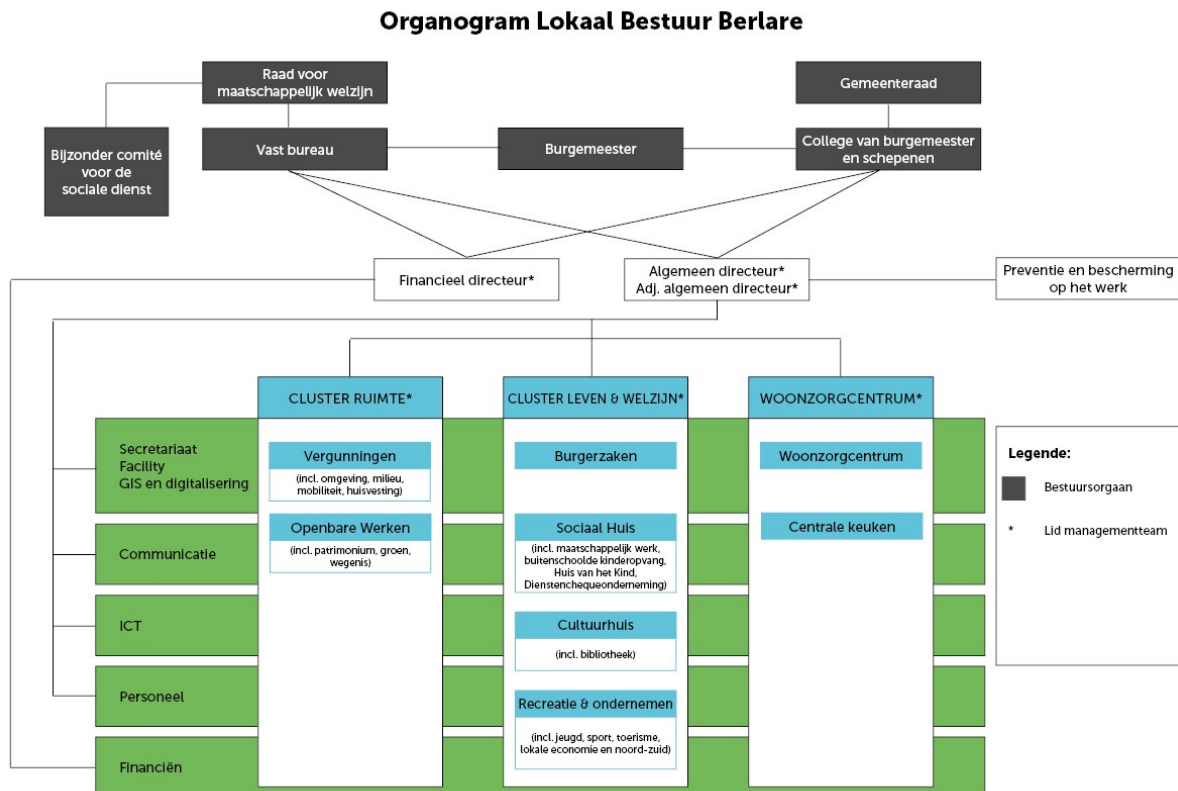 Organogram Lokaal Bestuur Berlare
Raad voor
maatschappelijk welzijn
Gemeenteraad
Bijzonder comité
voor de
sociale dienst
Vast bureau
Burgemeester
College van burgemeester
en schepenen
Financieel directeur*
Algemeen directeur*
Adj. algemeen directeur*
Preventie en bescherming
op het werk
CLUSTER RUIMTE*
CLUSTER LEVEN & WELZIJN*
WOONZORGCENTRUM*
Secretariaat
Facility
GIS en digitalisering
Communicatie
ICT
Personeel
Financiën
Vergunningen
(incl. omgeving, milieu,
mobiliteit, huisvesting)
Openbare Werken
(incl. patrimonium, groen,
wegenis)
Burgerzaken
Sociaal Huis
(incl. maatschappelijk werk,
buitenschoolde kinderopvang,
Huis van het Kind,
Dienstenchequeonderneming)
Cultuurhuis
(incl. bibliotheek)
Recreatie & ondernemen
(incl. jeugd, sport, toerisme,
lokale economie en noord-zuid)
Woonzorgcentrum
Centrale keuken
Legende:
Bestuursorgaan
* Lid managementteam